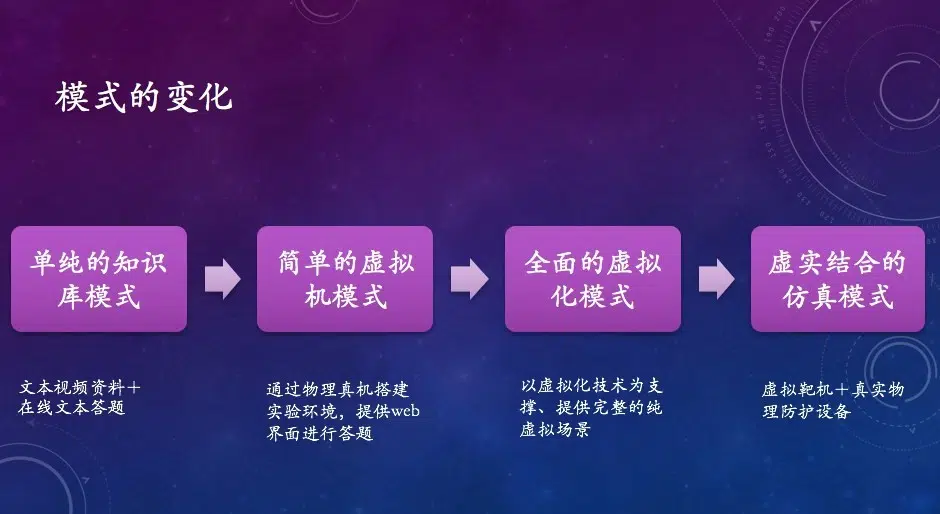 模式的变化
单纯的知识
库模式
简单的虚拟
机模式
全面的虚拟
化模式
虚实结合的
仿真模式
文本视频资料＋
在线文本答题
通过物理真机搭建
实验环境，提供web
界面进行答题
以虚拟化技术为支
撑、提供完整的纯
虚拟场景
虚拟靶机＋真实物
理防护设备